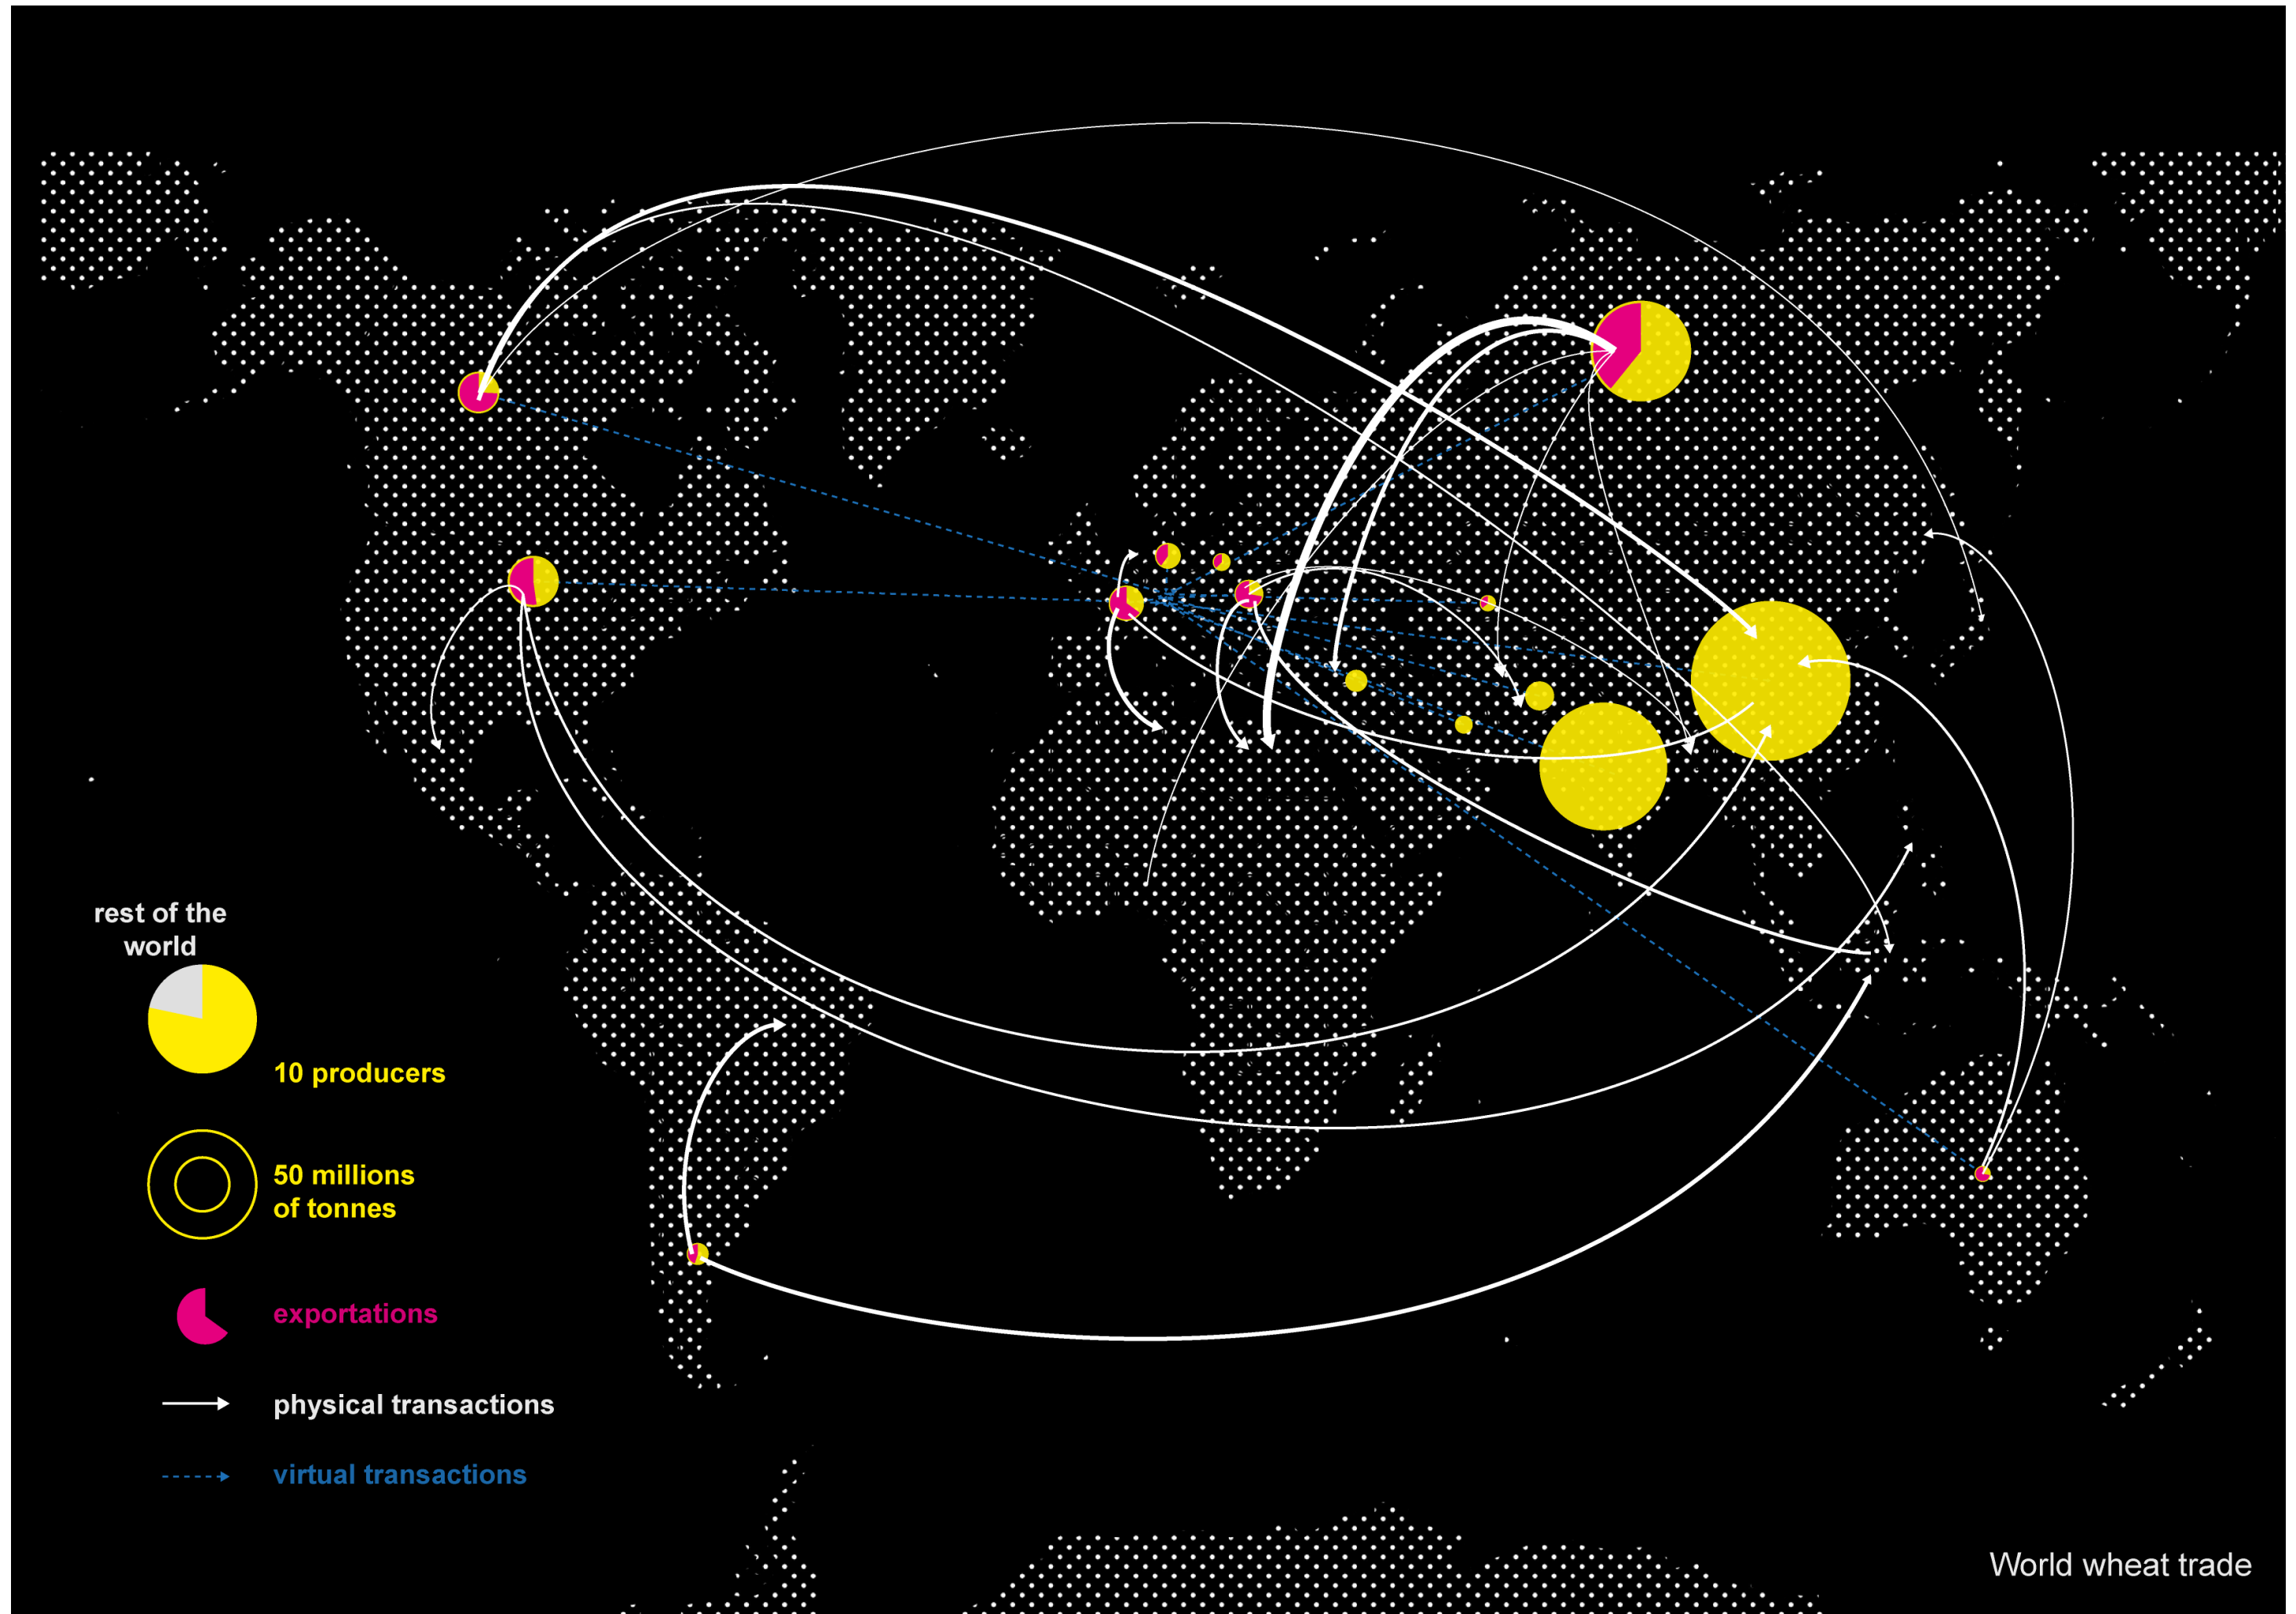 rest of the
world
10 producers
50 millions
of tonnes
exportations
physical transactions
virtual transactions
World wheat trade